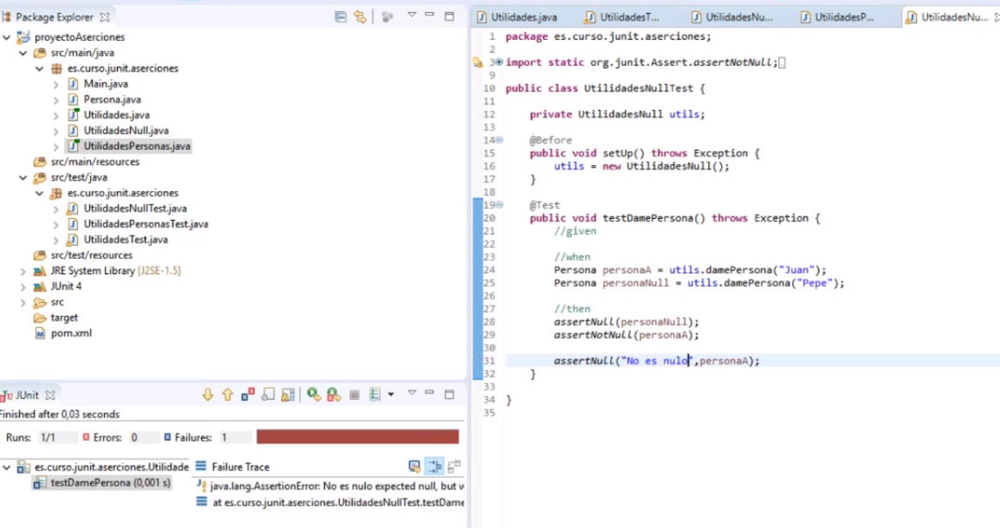 Package Explorer
proyectoAserciones
src/main/java
es.curso.junit.aserciones
Main.java
Persona.java
Utilidades.java
UtilidadesNull.java
UtilidadesPersonas.java
src/main/resources
src/test/java
es.curso.junit.aserciones
UtilidadesNullTest.java
UtilidadesPersonasTest.java
UtilidadesTest.java
src/test/resources
JRE System Library [J2SE-1.5]
JUnit 4
src
target
pom.xml
JUnit
Finished after 0,03 seconds
Runs: 1/1 Errors: 0 Failures: 1
es.curso.junit.aserciones.Utilidade
testDamePersona (0,001 s)
Failure Trace
java.lang.AssertionError: No es nulo expected null, but w
at es.curso.junit.aserciones.UtilidadesNullTest.testDame
Utilidades.java UtilidadesT... UtilidadesNu... UtilidadesP... UtilidadesNu...
1 package es.curso.junit.aserciones;
2
3 import static org.junit.Assert.assertNotNull;
9
10 public class UtilidadesNullTest {
11
12 private UtilidadesNull utils;
13
14 @Before
15 public void setUp() throws Exception {
16 utils = new UtilidadesNull();
17 }
18
19 @Test
20 public void testDamePersona() throws Exception {
21 //given
22
23 //when
24 Persona personaA = utils.damePersona("Juan");
25 Persona personaNull = utils.damePersona("Pepe");
26
27 //then
28 assertNull(personaNull);
29 assertNotNull(personaA);
30
31 assertNull("No es nulo",personaA);
32 }
33
34 }
35